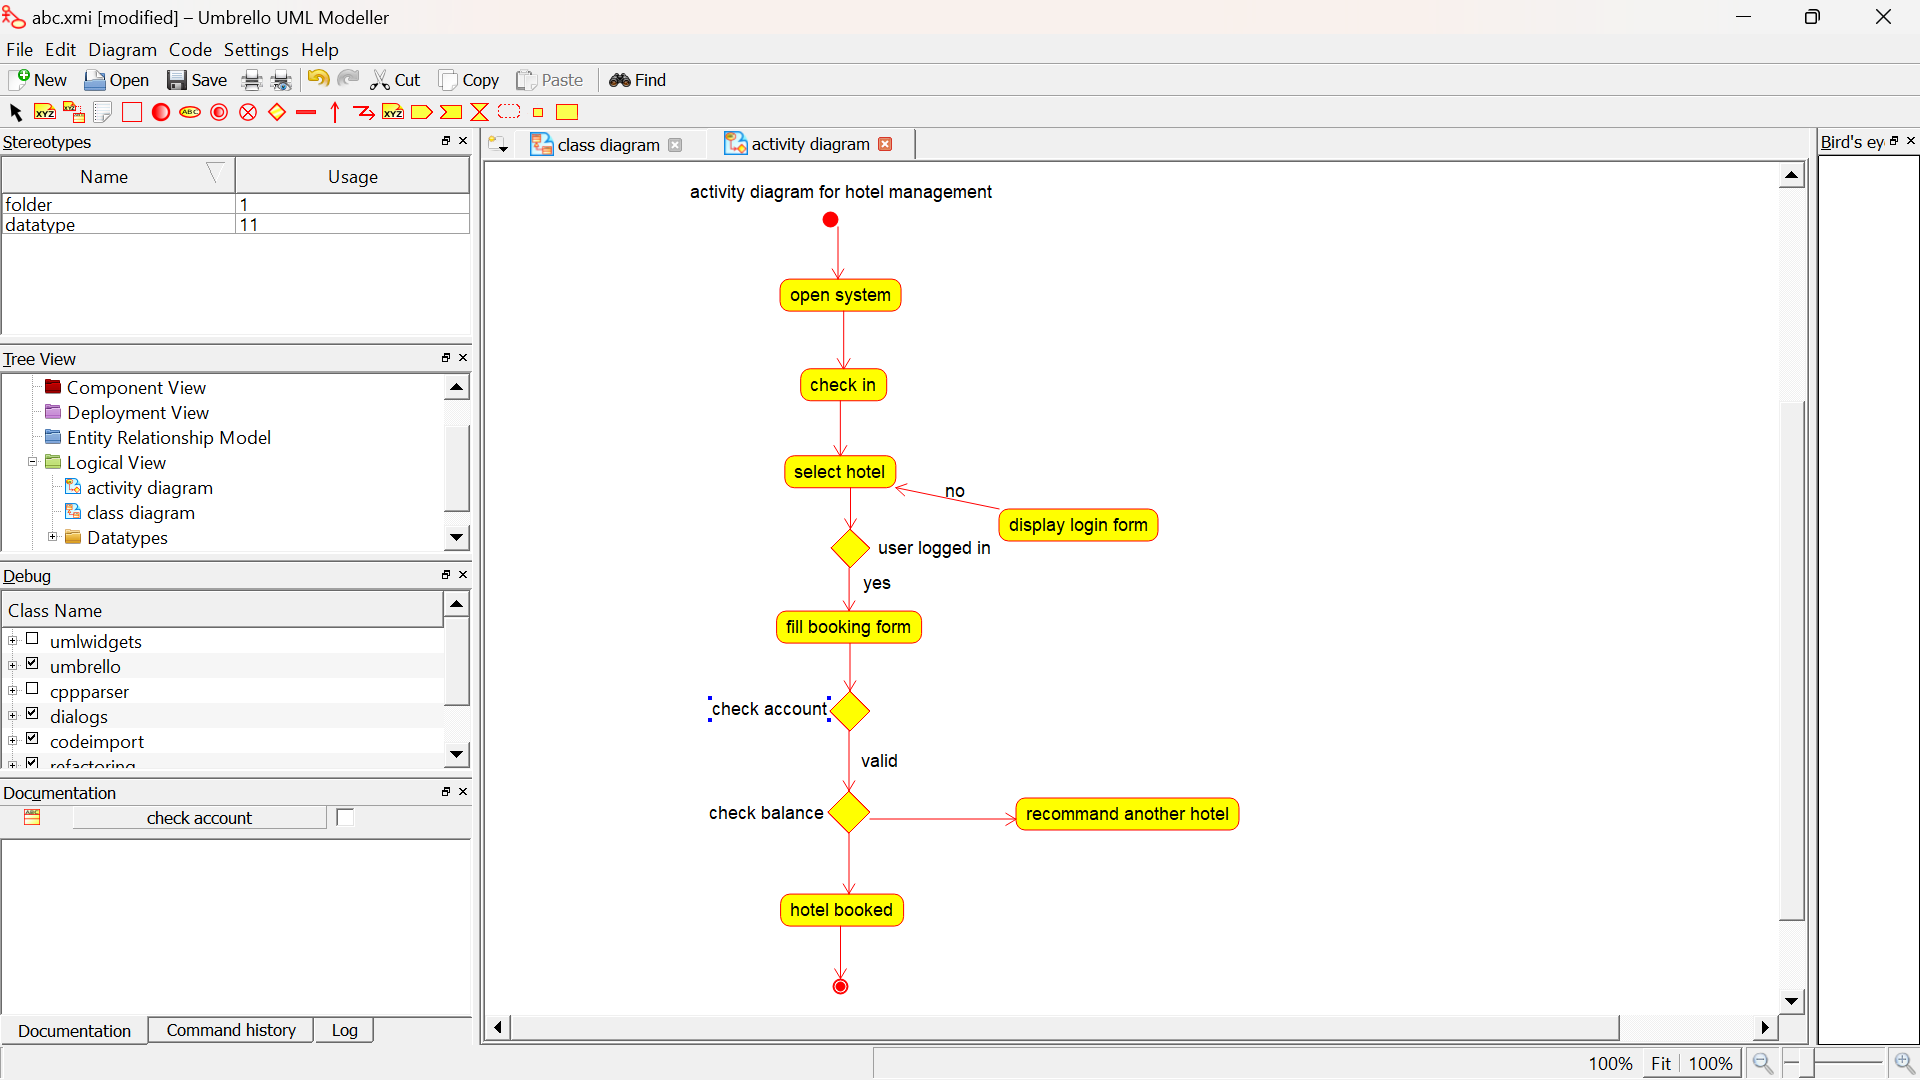 abc.xmi [modified] – Umbrello UML Modeller
File Edit Diagram Code Settings Help
New Open Save Cut Copy Paste Find
Stereotypes
Name Usage
folder 1
datatype 11
Tree View
Component View
Deployment View
Entity Relationship Model
Logical View
activity diagram
class diagram
Datatypes
Debug
Class Name
umlwidgets
umbrello
cppparser
dialogs
codeimport
refactoring
Documentation
check account
Documentation Command history Log
class diagram activity diagram
activity diagram for hotel management
open system
check in
select hotel
no
display login form
user logged in
yes
fill booking form
check account
valid
check balance
recommand another hotel
hotel booked
Bird's ey
100% Fit 100%